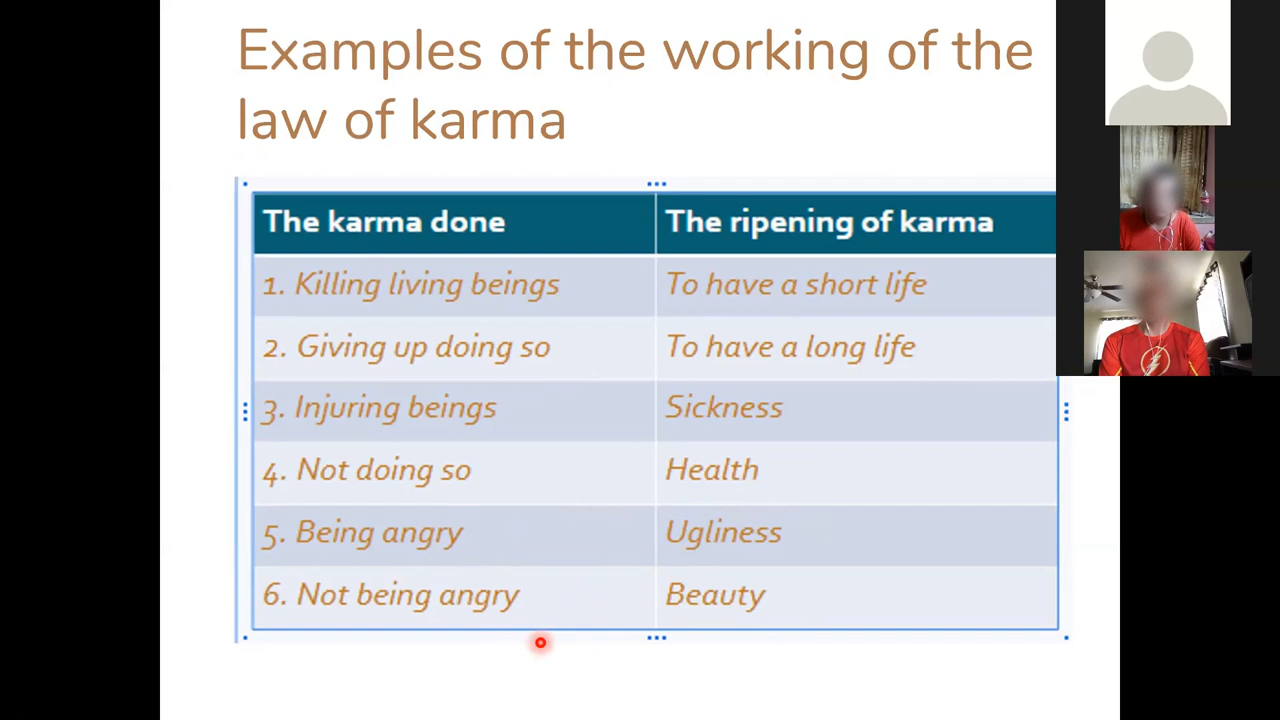 Examples of the working of the
law of karma
The karma done The ripening of karma
1. Killing living beings To have a short life
2. Giving up doing so To have a long life
3. Injuring beings Sickness
4. Not doing so Health
5. Being angry Ugliness
6. Not being angry Beauty